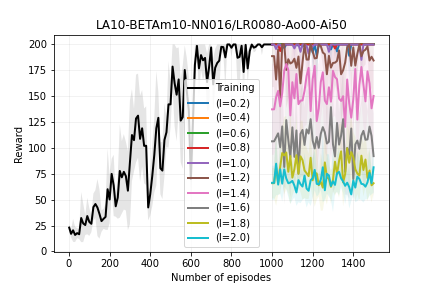 LA10-BETAm10-NN016/LR0080-Ao00-Ai50
Reward
200
175
150
125
100
75
50
25
0
Training
(l=0.2)
(l=0.4)
(l=0.6)
(l=0.8)
(l=1.0)
(l=1.2)
(l=1.4)
(l=1.6)
(l=1.8)
(l=2.0)
0 200 400 600 800 1000 1200 1400
Number of episodes